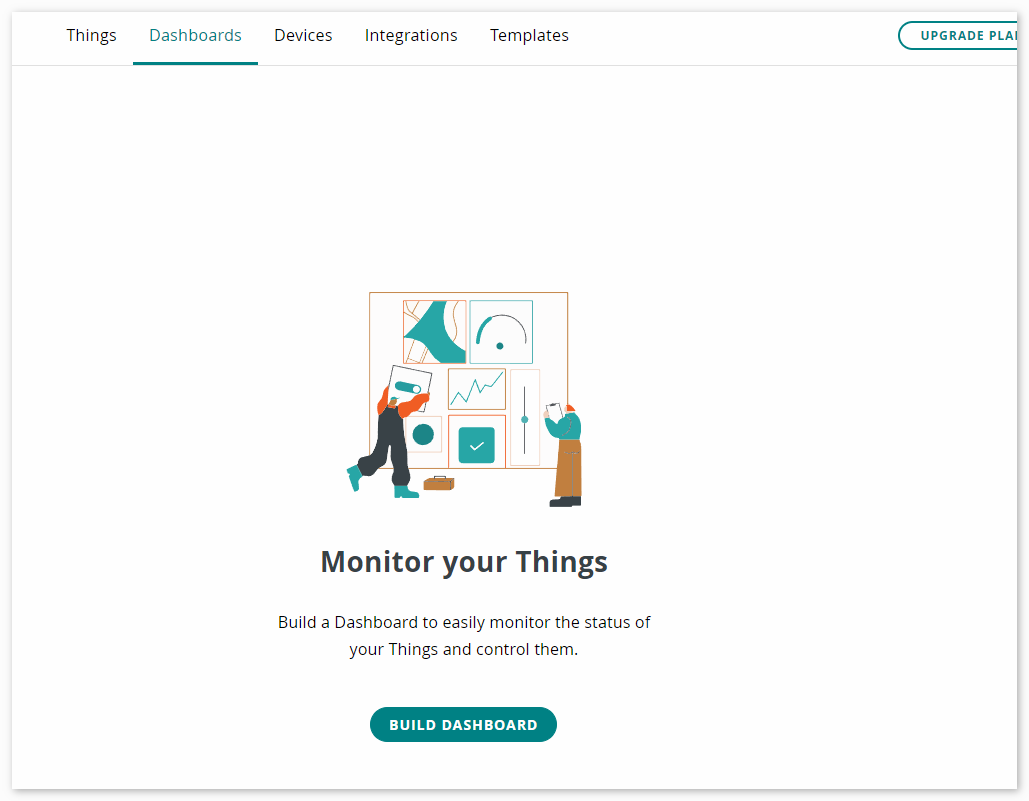 Things Dashboards Devices Integrations Templates UPGRADE PLA
Monitor your Things
Build a Dashboard to easily monitor the status of
your Things and control them.
BUILD DASHBOARD